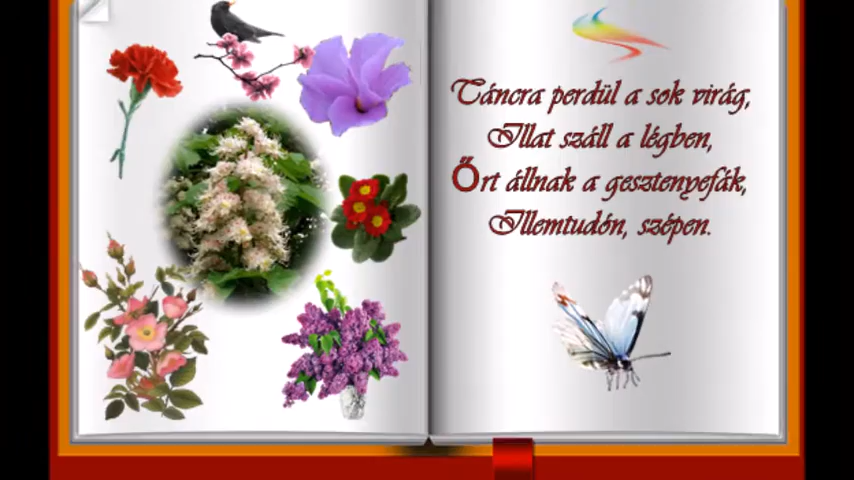 Táncra perdül a sok virág,
Illat száll a légben,
Őrt állnak a gesztenyefák,
Illemtudón, szépen.